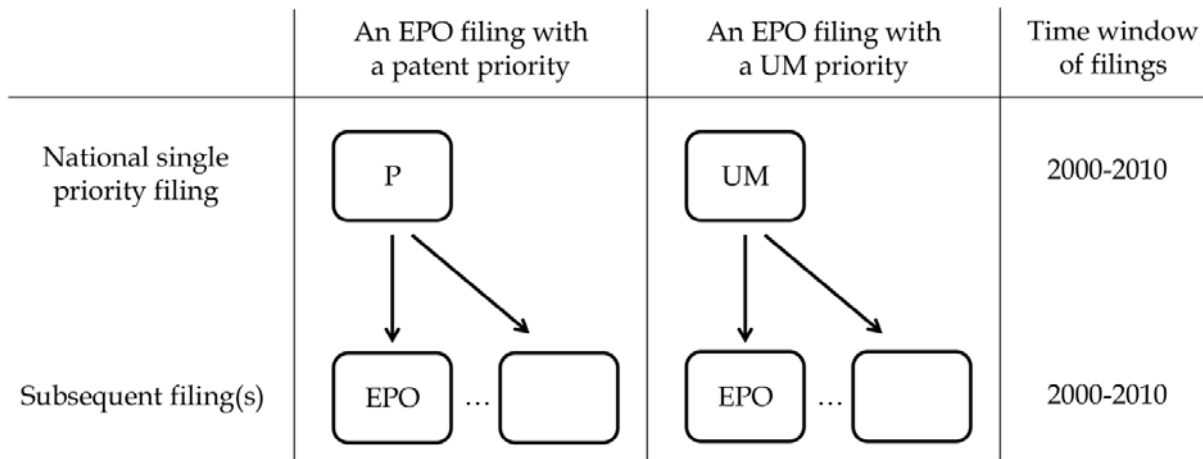 An EPO filing with
a patent priority
An EPO filing with
a UM priority
Time window
of filings
National single
priority filing
P
UM
2000-2010
Subsequent filing(s)
EPO
...
EPO
...
2000-2010